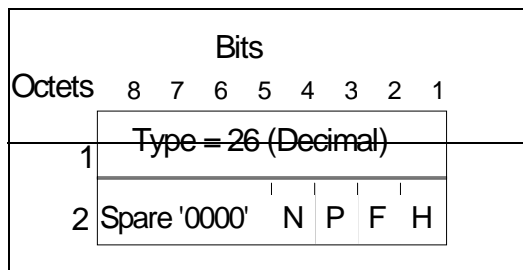 Bits
Octets 8 7 6 5 4 3 2 1
1 Type = 26 (Decimal)
2 Spare '0000' N P F H